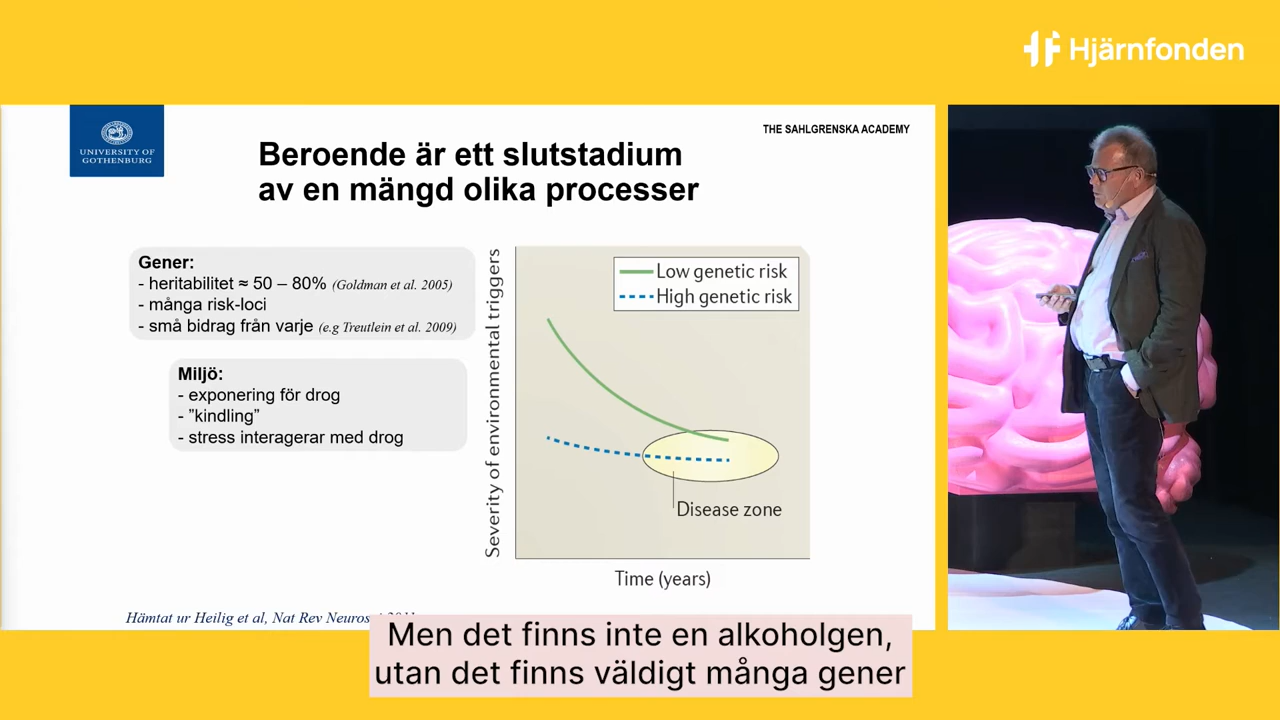 Hjärnfonden
UNIVERSITY OF
GOTHENBURG
THE SAHLGRENSKA ACADEMY
Beroende är ett slutstadium
av en mängd olika processer
Gener:
- heritabilitet ≈ 50 – 80% (Goldman et al. 2005)
- många risk-loci
- små bidrag från varje (e.g Treutlein et al. 2009)
Miljö:
- exponering för drog
- ”kindling”
- stress interagerar med drog
Severity of environmental triggers
Low genetic risk
High genetic risk
Disease zone
Time (years)
Hämtat ur Heilig et al, Nat Rev
Men det finns inte en alkoholgen,
utan det finns väldigt många gener